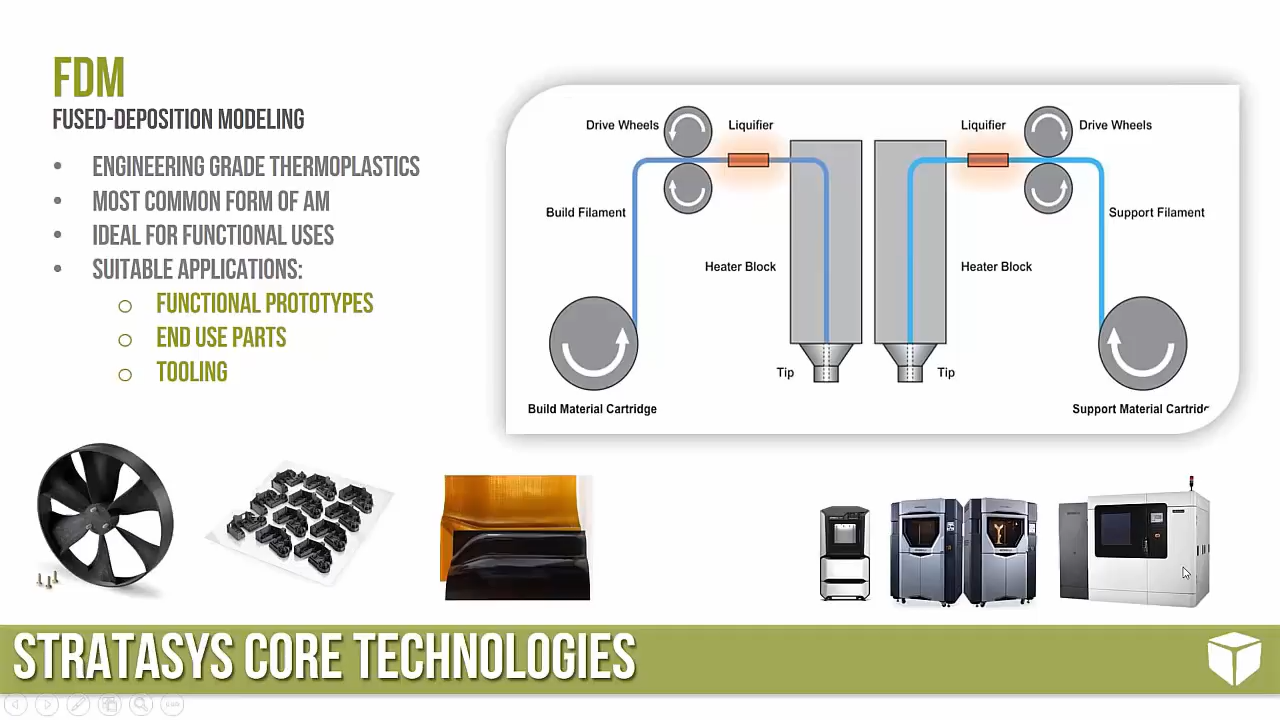 FDM
FUSED-DEPOSITION MODELING
• ENGINEERING GRADE THERMOPLASTICS
• MOST COMMON FORM OF AM
• IDEAL FOR FUNCTIONAL USES
• SUITABLE APPLICATIONS:
o FUNCTIONAL PROTOTYPES
o END USE PARTS
o TOOLING
Drive Wheels
Liquifier
Liquifier
Drive Wheels
Build Filament
Support Filament
Heater Block
Heater Block
Tip
Tip
Build Material Cartridge
Support Material Cartridg
STRATASYS CORE TECHNOLOGIES